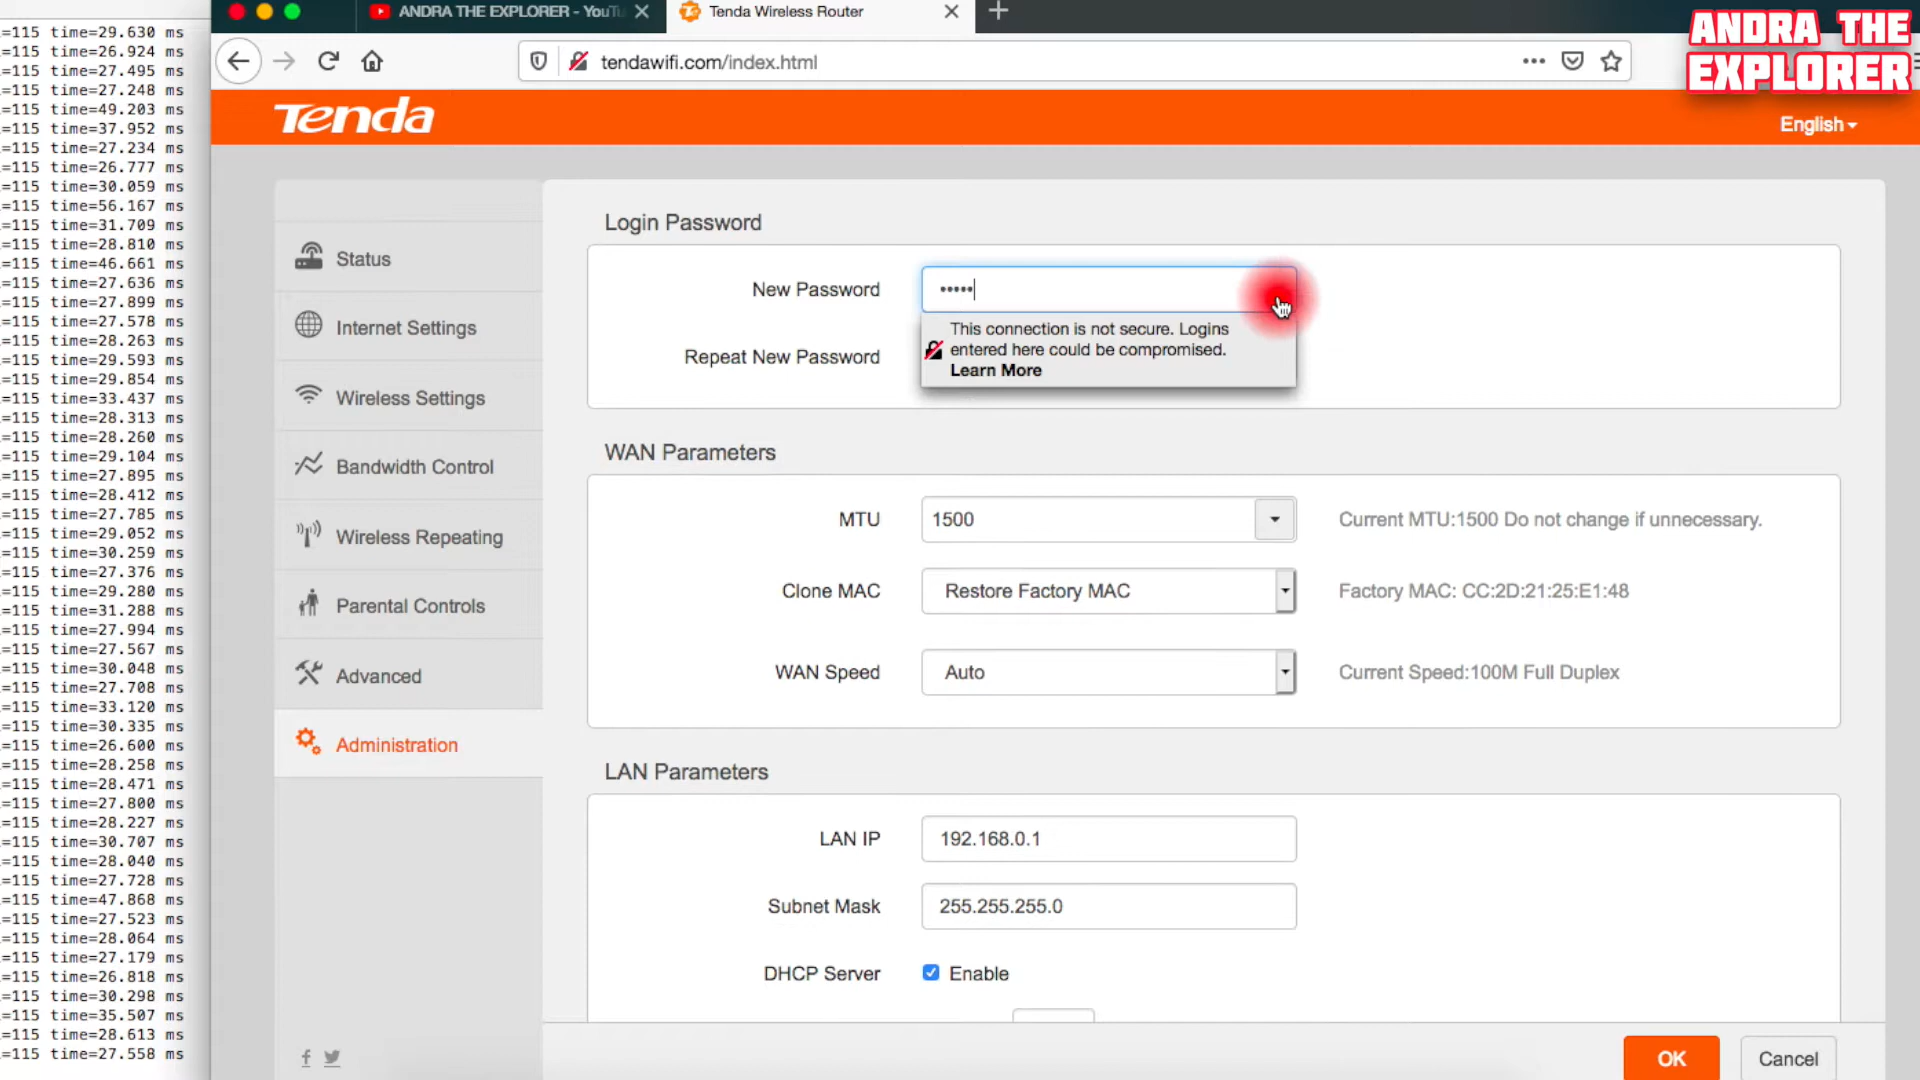 ANDRA THE EXPLORER - YouTu
Tenda Wireless Router
ANDRA THE
EXPLORER
tendawifi.com/index.html
Tenda
English
Status
Internet Settings
Wireless Settings
Bandwidth Control
Wireless Repeating
Parental Controls
Advanced
Administration
Login Password
New Password
•••••
This connection is not secure. Logins
entered here could be compromised.
Learn More
Repeat New Password
WAN Parameters
MTU
1500
Current MTU:1500 Do not change if unnecessary.
Clone MAC
Restore Factory MAC
Factory MAC: CC:2D:21:25:E1:48
WAN Speed
Auto
Current Speed:100M Full Duplex
LAN Parameters
LAN IP
192.168.0.1
Subnet Mask
255.255.255.0
DHCP Server
Enable
OK
Cancel
=115 time=29.630 ms
=115 time=26.924 ms
=115 time=27.495 ms
=115 time=27.248 ms
=115 time=49.203 ms
=115 time=37.952 ms
=115 time=27.234 ms
=115 time=26.777 ms
=115 time=30.059 ms
=115 time=56.167 ms
=115 time=31.709 ms
=115 time=28.810 ms
=115 time=46.661 ms
=115 time=27.636 ms
=115 time=27.899 ms
=115 time=27.578 ms
=115 time=28.263 ms
=115 time=29.593 ms
=115 time=29.854 ms
=115 time=33.437 ms
=115 time=28.313 ms
=115 time=28.260 ms
=115 time=29.104 ms
=115 time=27.895 ms
=115 time=28.412 ms
=115 time=27.785 ms
=115 time=29.052 ms
=115 time=30.259 ms
=115 time=27.376 ms
=115 time=29.280 ms
=115 time=31.288 ms
=115 time=27.994 ms
=115 time=27.567 ms
=115 time=30.048 ms
=115 time=27.708 ms
=115 time=33.120 ms
=115 time=30.335 ms
=115 time=26.600 ms
=115 time=28.258 ms
=115 time=28.471 ms
=115 time=27.800 ms
=115 time=28.227 ms
=115 time=30.707 ms
=115 time=28.040 ms
=115 time=27.728 ms
=115 time=47.868 ms
=115 time=27.523 ms
=115 time=28.064 ms
=115 time=27.179 ms
=115 time=26.818 ms
=115 time=30.298 ms
=115 time=35.507 ms
=115 time=28.613 ms
=115 time=27.558 ms